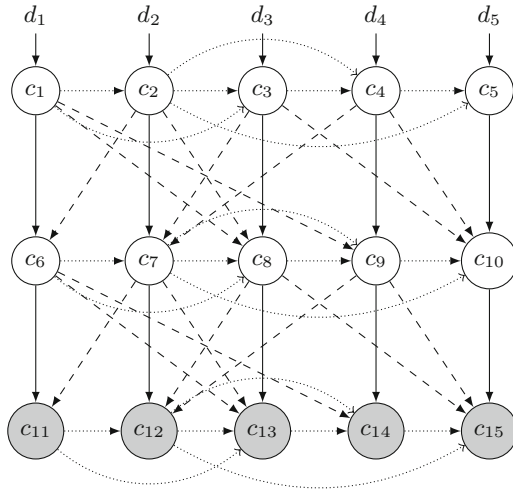 d₁ d₂ d₃ d₄ d₅
c₁ c₂ c₃ c₄ c₅
c₆ c₇ c₈ c₉ c₁₀
c₁₁ c₁₂ c₁₃ c₁₄ c₁₅